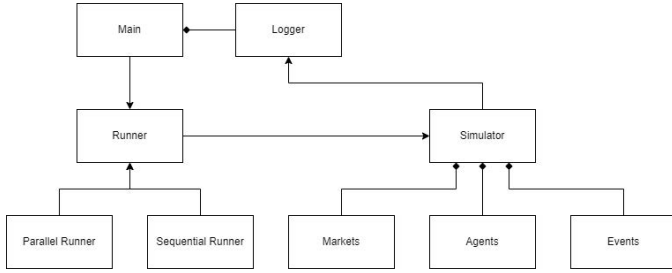 Main
Logger
Runner
Simulator
Parallel Runner
Sequential Runner
Markets
Agents
Events